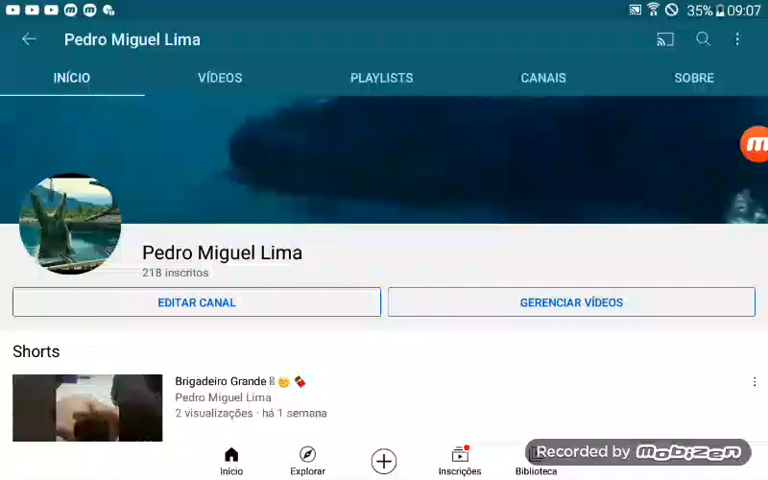 35% 09:07
Pedro Miguel Lima
INÍCIO VÍDEOS PLAYLISTS CANAIS SOBRE
Pedro Miguel Lima
218 inscritos
EDITAR CANAL GERENCIAR VÍDEOS
Shorts
Brigadeiro Grande
Pedro Miguel Lima
2 visualizações · há 1 semana
Início Explorar Inscrições Biblioteca
Recorded by mobizen